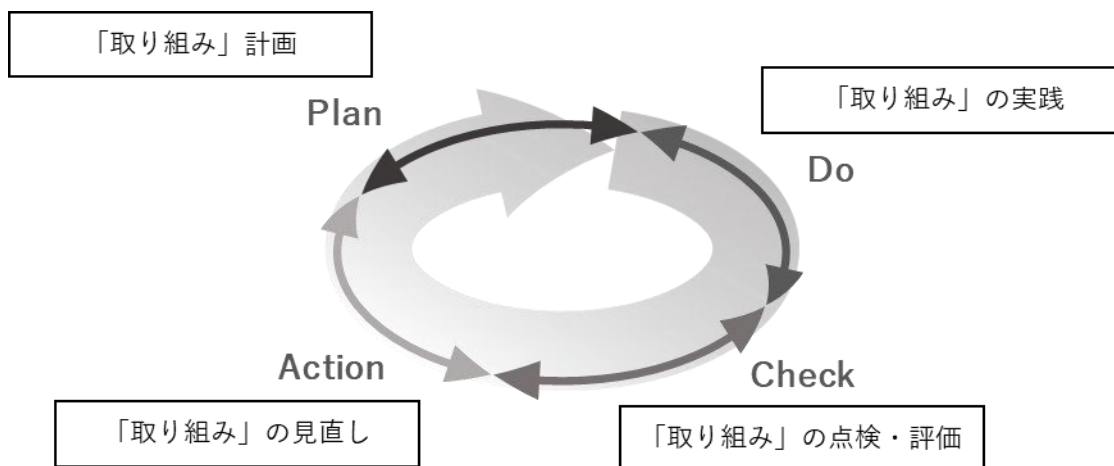 「取り組み」計画
Plan
「取り組み」の実践
Do
Action
「取り組み」の見直し
Check
「取り組み」の点検・評価